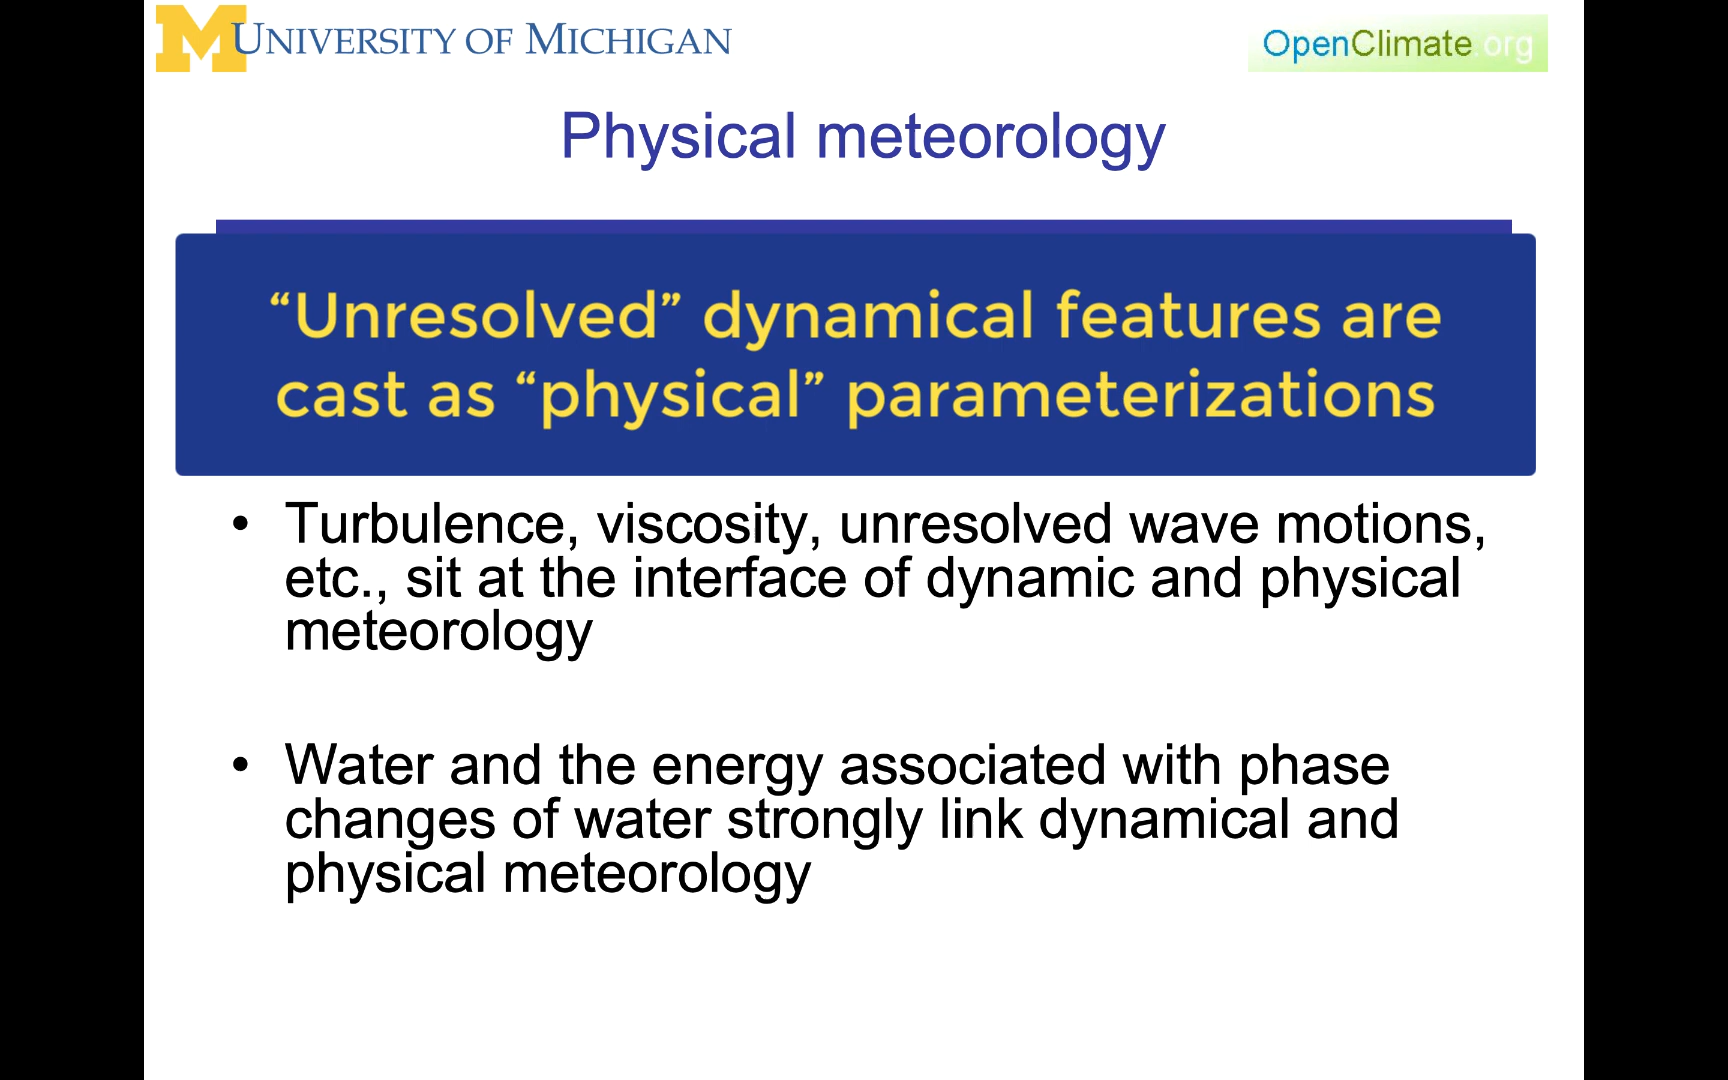 M UNIVERSITY OF MICHIGAN
OpenClimate.org
Physical meteorology
“Unresolved” dynamical features are
cast as “physical” parameterizations
• Turbulence, viscosity, unresolved wave motions,
etc., sit at the interface of dynamic and physical
meteorology
• Water and the energy associated with phase
changes of water strongly link dynamical and
physical meteorology